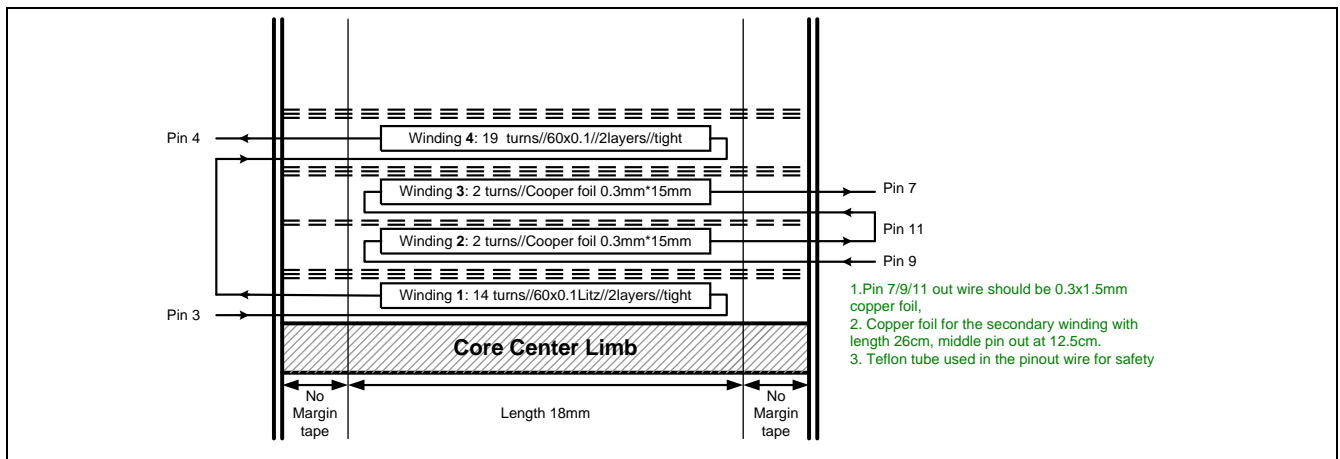 Pin 4
Winding 4: 19 turns//60x0.1//2layers//tight
Winding 3: 2 turns//Cooper foil 0.3mm*15mm
Pin 7
Pin 11
Winding 2: 2 turns//Cooper foil 0.3mm*15mm
Pin 9
Winding 1: 14 turns//60x0.1Litz//2layers//tight
Pin 3
1.Pin 7/9/11 out wire should be 0.3x1.5mm
copper foil,
2. Copper foil for the secondary winding with
length 26cm, middle pin out at 12.5cm.
3. Teflon tube used in the pinout wire for safety
Core Center Limb
No
Margin
tape
Length 18mm
No
Margin
tape